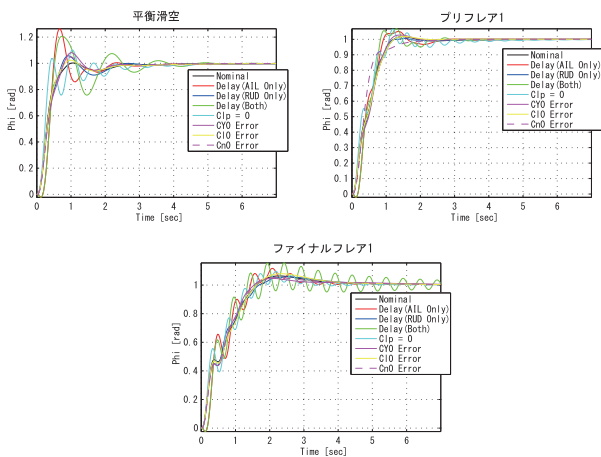 平衡滑空
1.2
1
0.8
0.6
0.4
0.2
0
Phi [rad]
0 1 2 3 4 5 6
Time [sec]
Nominal
Delay(AIL Only)
Delay(RUD Only)
Delay(Both)
Clp = 0
CY0 Error
Cl0 Error
Cn0 Error
プリフレア1
1
0.9
0.8
0.7
0.6
0.5
0.4
0.3
0.2
0.1
0
Phi [rad]
0 1 2 3 4 5 6
Time [sec]
Nominal
Delay(AIL Only)
Delay(RUD Only)
Delay(Both)
Clp = 0
CY0 Error
Cl0 Error
Cn0 Error
ファイナルフレア1
1
0.8
0.6
0.4
0.2
0
Phi [rad]
0 1 2 3 4 5 6
Time [sec]
Nominal
Delay(AIL Only)
Delay(RUD Only)
Delay(Both)
Clp = 0
CY0 Error
Cl0 Error
Cn0 Error